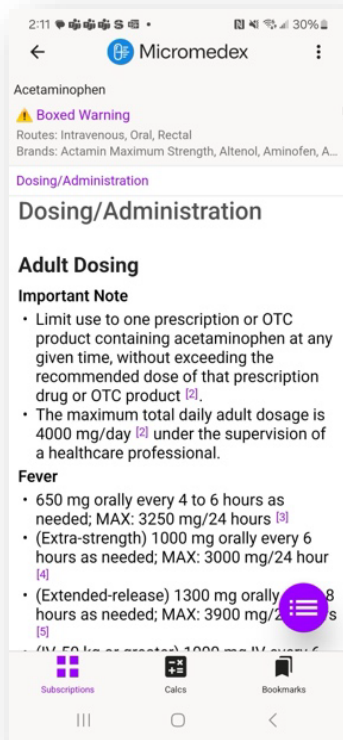 2:11
30%
Micromedex
Acetaminophen
Boxed Warning
Routes: Intravenous, Oral, Rectal
Brands: Actamin Maximum Strength, Altenol, Aminofen, A...
Dosing/Administration
Dosing/Administration
Adult Dosing
Important Note
• Limit use to one prescription or OTC
product containing acetaminophen at any
given time, without exceeding the
recommended dose of that prescription
drug or OTC product [2].
• The maximum total daily adult dosage is
4000 mg/day [2] under the supervision of
a healthcare professional.
Fever
• 650 mg orally every 4 to 6 hours as
needed; MAX: 3250 mg/24 hours [3]
• (Extra-strength) 1000 mg orally every 6
hours as needed; MAX: 3000 mg/24 hour
[4]
• (Extended-release) 1300 mg orally 8
hours as needed; MAX: 3900 mg/2 s
[5]
Subscriptions
Calcs
Bookmarks